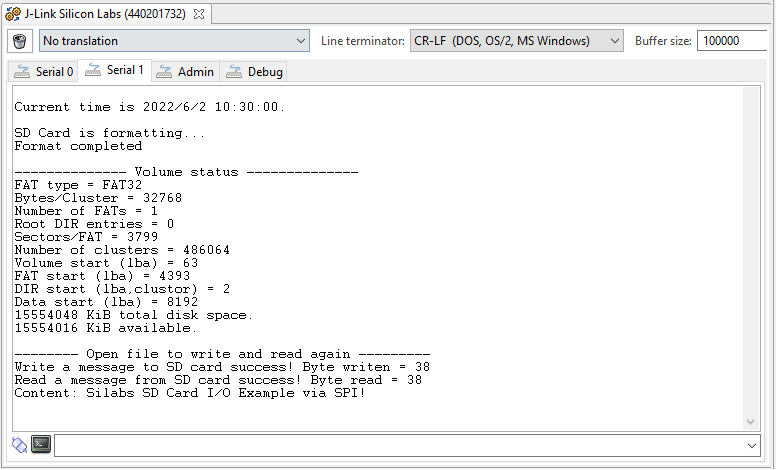 J-Link Silicon Labs (440201732)
No translation
Line terminator: CR-LF (DOS, OS/2, MS Windows)
Buffer size: 100000
Serial 0 Serial 1 Admin Debug
Current time is 2022/6/2 10:30:00.
SD Card is formatting...
Format completed
-------------- Volume status --------------
FAT type = FAT32
Bytes/Cluster = 32768
Number of FATs = 1
Root DIR entries = 0
Sectors/FAT = 3799
Number of clusters = 486064
Volume start (lba) = 63
FAT start (lba) = 4393
DIR start (lba,clustor) = 2
Data start (lba) = 8192
15554048 KiB total disk space.
15554016 KiB available.
-------- Open file to write and read again ---------
Write a message to SD card success! Byte writen = 38
Read a message from SD card success! Byte read = 38
Content: Silabs SD Card I/O Example via SPI!